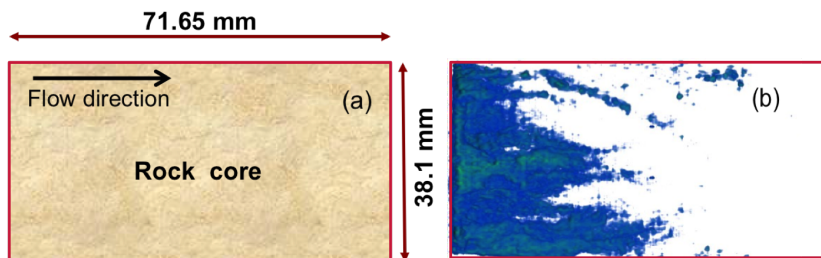 71.65 mm
Flow direction
(a)
Rock core
38.1 mm
(b)